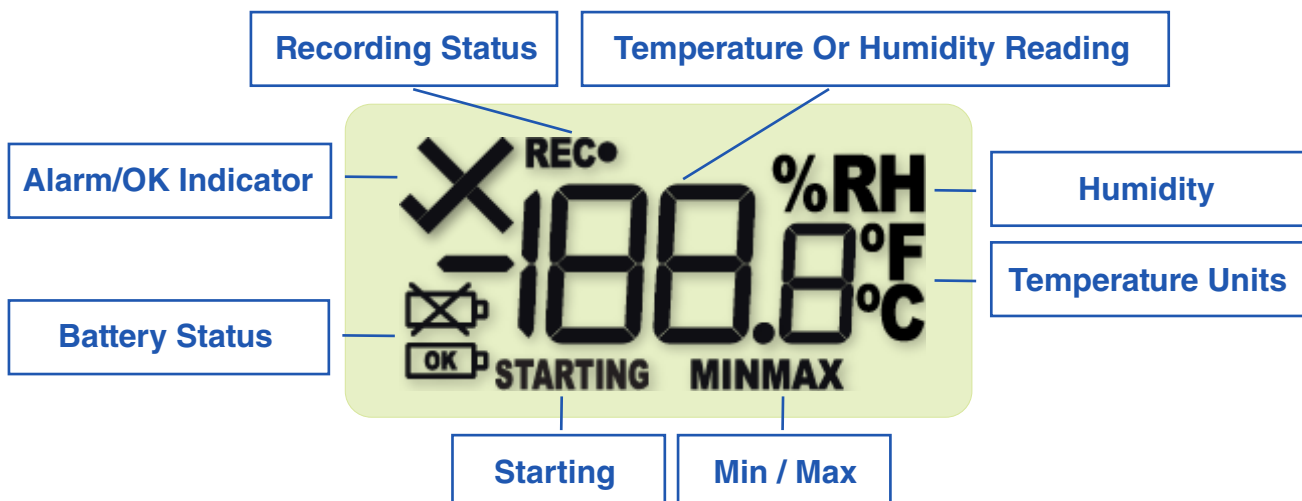 Recording Status
Temperature Or Humidity Reading
Alarm/OK Indicator
REC
%RH
Humidity
-188.8
°F
°C
Temperature Units
Battery Status
OK
STARTING
MINMAX
Starting
Min / Max